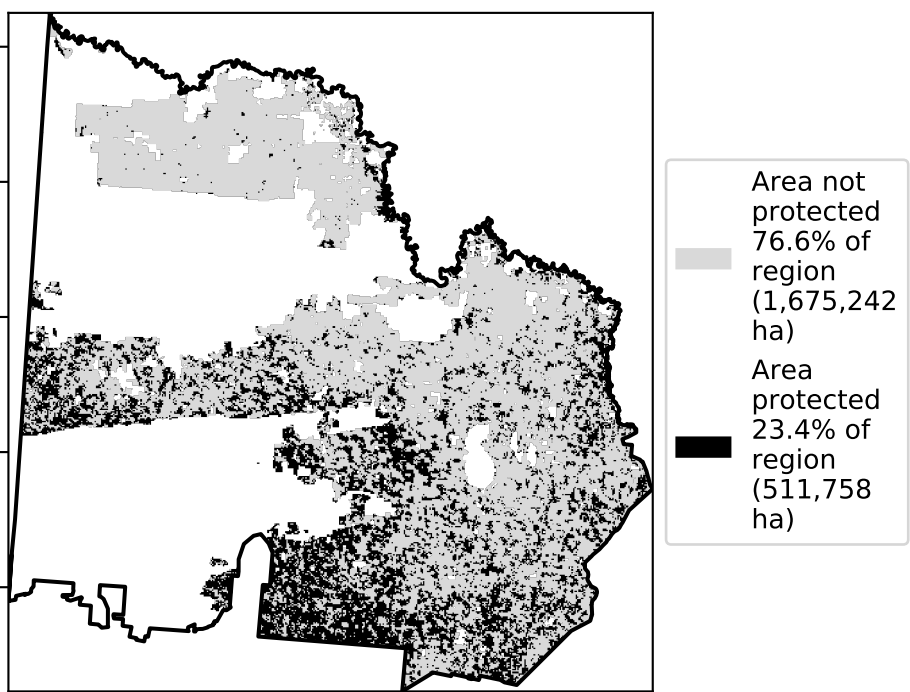 Area not
protected
76.6% of
region
(1,675,242
ha)
Area
protected
23.4% of
region
(511,758
ha)